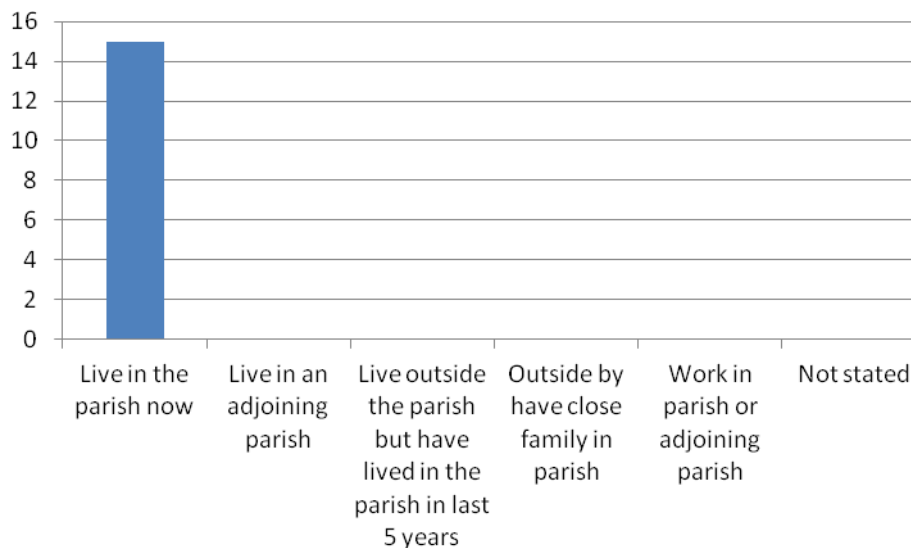 16
14
12
10
8
6
4
2
0
Live in the
parish now
Live in an
adjoining
parish
Live outside
the parish
but have
lived in the
parish in last
5 years
Outside by
have close
family in
parish
Work in
parish or
adjoining
parish
Not stated